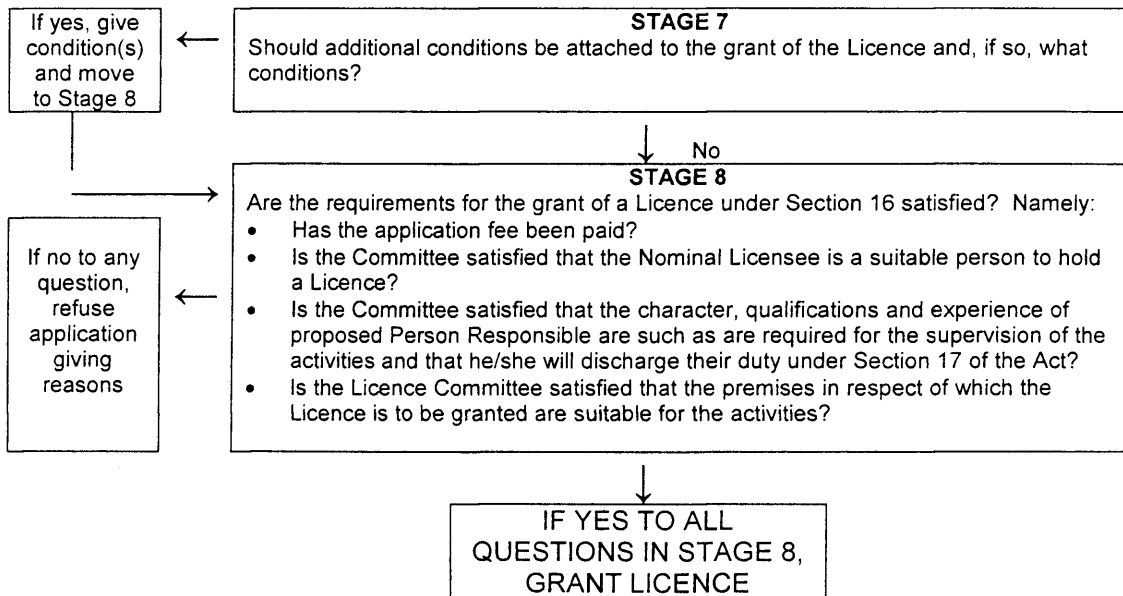 If yes, give
condition(s)
and move
to Stage 8
STAGE 7
Should additional conditions be attached to the grant of the Licence and, if so, what
conditions?
No
STAGE 8
Are the requirements for the grant of a Licence under Section 16 satisfied? Namely:
• Has the application fee been paid?
• Is the Committee satisfied that the Nominal Licensee is a suitable person to hold
a Licence?
• Is the Committee satisfied that the character, qualifications and experience of
proposed Person Responsible are such as are required for the supervision of the
activities and that he/she will discharge their duty under Section 17 of the Act?
• Is the Licence Committee satisfied that the premises in respect of which the
Licence is to be granted are suitable for the activities?
If no to any
question,
refuse
application
giving
reasons
IF YES TO ALL
QUESTIONS IN STAGE 8,
GRANT LICENCE